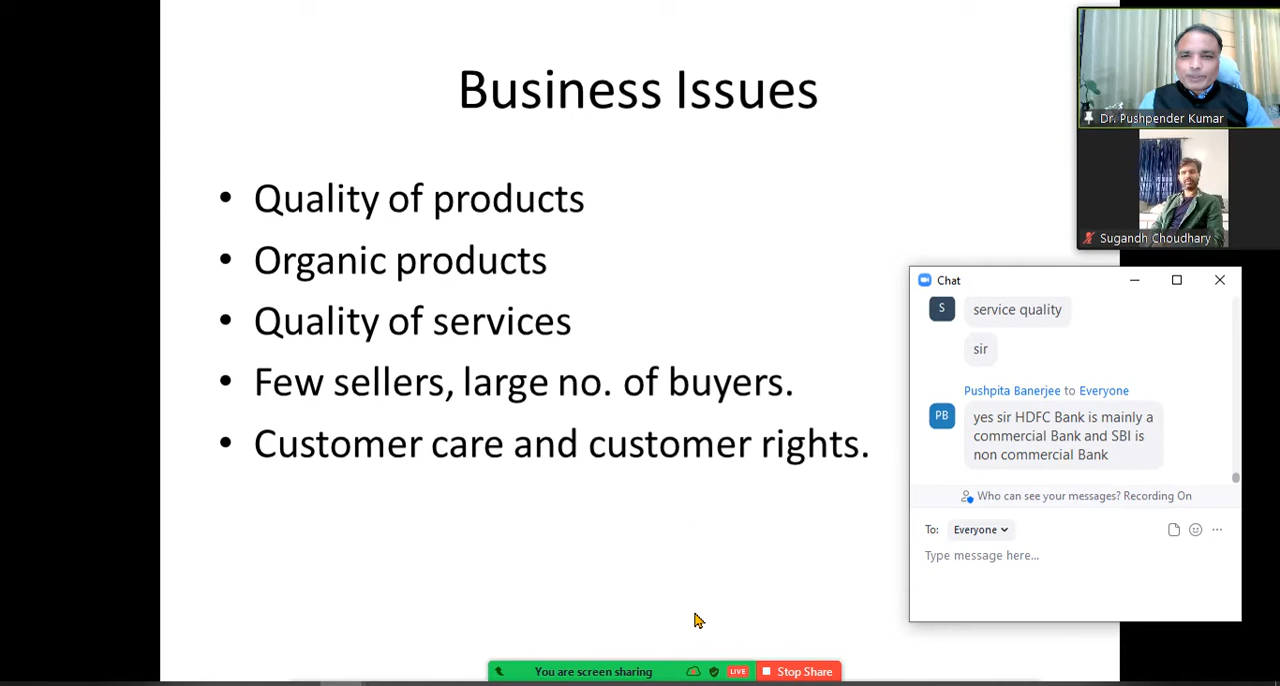 Business Issues
• Quality of products
• Organic products
• Quality of services
• Few sellers, large no. of buyers.
• Customer care and customer rights.
Dr. Pushpender Kumar
Sugandh Choudhary
Chat
S
service quality
sir
Pushpita Banerjee to Everyone
PB
yes sir HDFC Bank is mainly a
commercial Bank and SBI is
non commercial Bank
Who can see your messages? Recording On
To: Everyone
Type message here...
You are screen sharing
LIVE
Stop Share